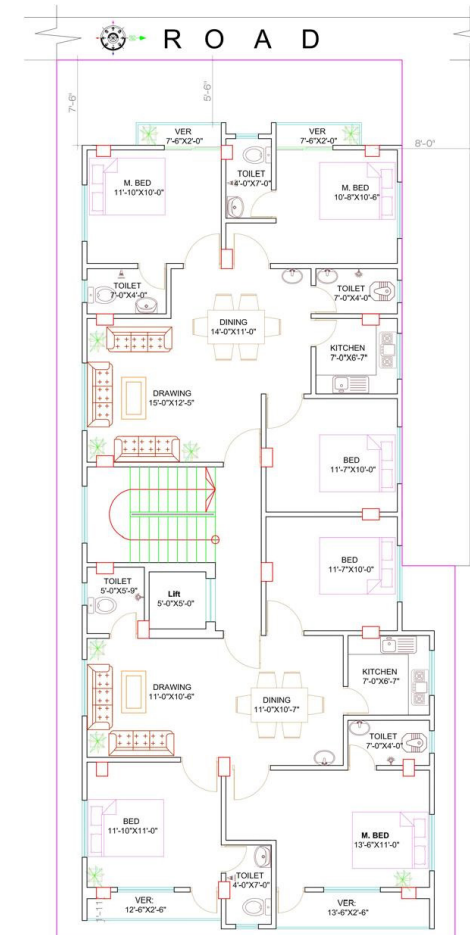 R O A D
7'-6"
5'-6"
8'-0"
VER
7'-6"X2'-0"
VER
7'-6"X2'-0"
M. BED
11'-10"X10'-0"
TOILET
4'-0"X7'-0"
M. BED
10'-8"X10'-6"
TOILET
7'-0"X4'-0"
TOILET
7'-0"X4'-0"
DINING
14'-0"X11'-0"
KITCHEN
7'-0"X6'-7"
DRAWING
15'-0"X12'-5"
BED
11'-7"X10'-0"
BED
11'-7"X10'-0"
TOILET
5'-0"X5'-9"
Lift
5'-0"X5'-0"
KITCHEN
7'-0"X6'-7"
DRAWING
11'-0"X10'-6"
DINING
11'-0"X10'-7"
TOILET
7'-0"X4'-0"
BED
11'-10"X11'-0"
M. BED
13'-6"X11'-0"
TOILET
4'-0"X7'-0"
VER:
12'-6"X2'-6"
VER:
13'-6"X2'-6"